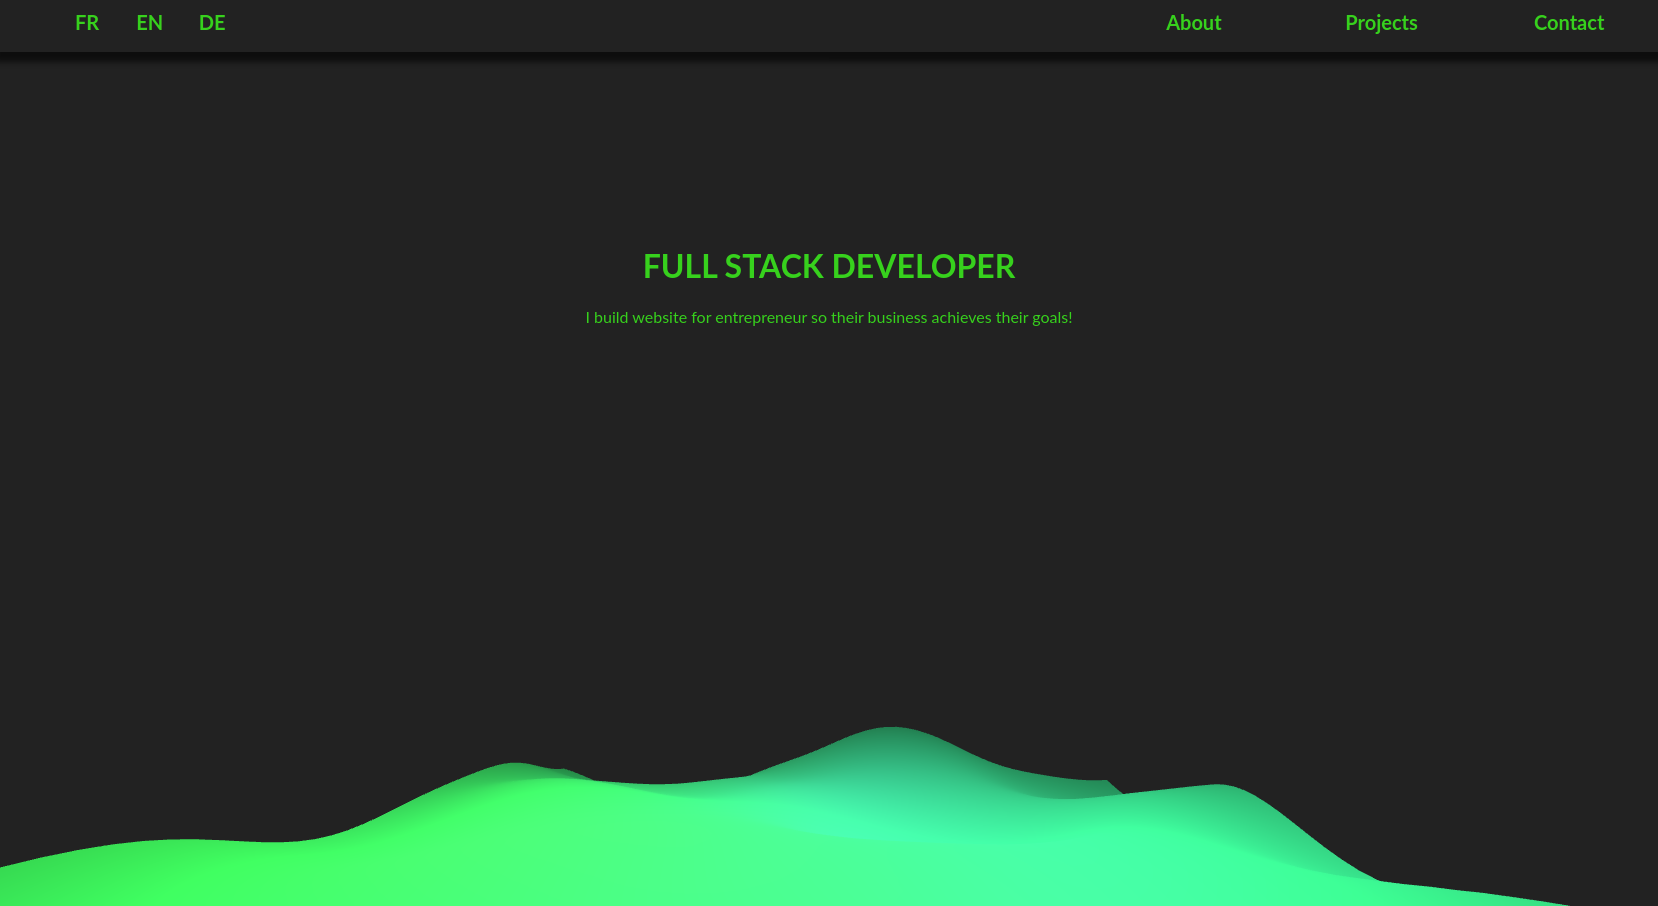 FR EN DE About Projects Contact
FULL STACK DEVELOPER
I build website for entrepreneur so their business achieves their goals!